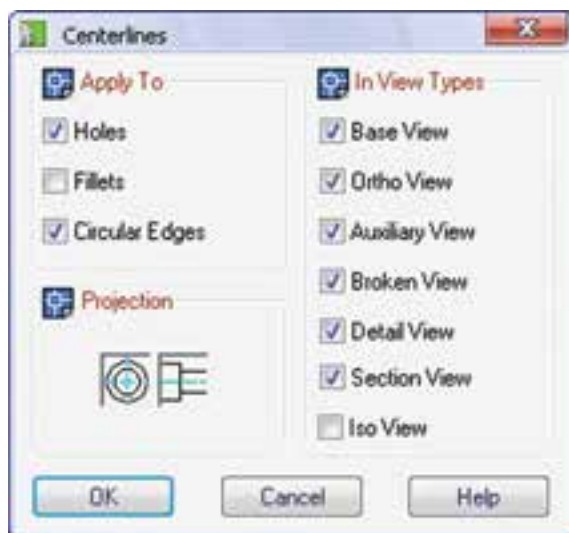 Centerlines
Apply To
Holes
Fillets
Circular Edges
Projection
In View Types
Base View
Ortho View
Auxiliary View
Broken View
Detail View
Section View
Iso View
OK
Cancel
Help